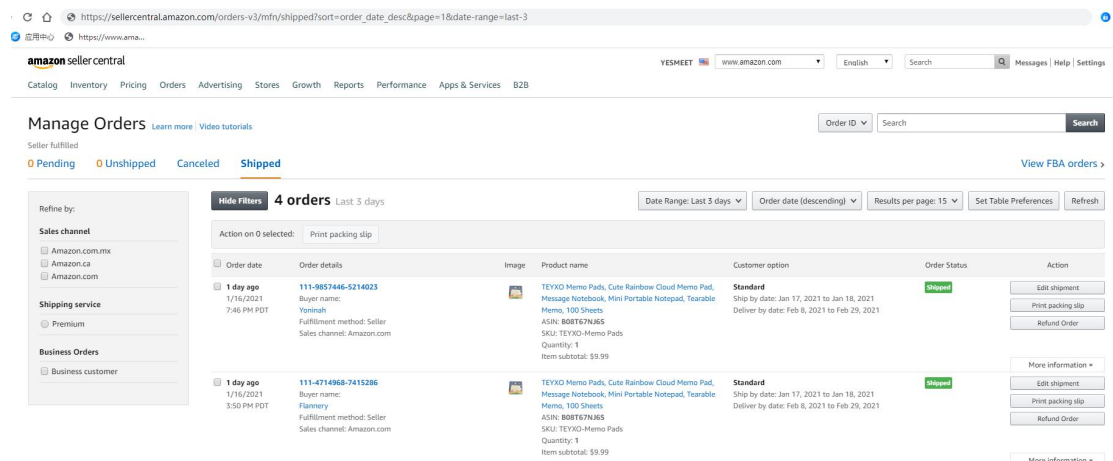 https://sellercentral.amazon.com/orders-v3/mfn/shipped?sort=order_date_desc&page=1&date-range=last-3
应用中心 https://www.ama...
amazon seller central YESMEET www.amazon.com English Search Messages | Help | Settings
Catalog Inventory Pricing Orders Advertising Stores Growth Reports Performance Apps & Services B2B
Manage Orders Learn more | Video tutorials Order ID Search Search
Seller fulfilled
0 Pending 0 Unshipped Canceled Shipped View FBA orders
Refine by:
Sales channel
Amazon.com.mx
Amazon.ca
Amazon.com
Shipping service
Premium
Business Orders
Business customer
Hide Filters 4 orders Last 3 days Date Range: Last 3 days Order date (descending) Results per page: 15 Set Table Preferences Refresh
Action on 0 selected: Print packing slip
Order date Order details Image Product name Customer option Order Status Action
1 day ago
1/16/2021
7:46 PM PDT
111-9857446-5214023
Buyer name:
Yoninah
Fulfillment method: Seller
Sales channel: Amazon.com
TEYXO Memo Pads, Cute Rainbow Cloud Memo Pad,
Message Notebook, Mini Portable Notepad, Tearable
Memo, 100 Sheets
ASIN: B08T67NJ65
SKU: TEYXO-Memo Pads
Quantity: 1
Item subtotal: $9.99
Standard
Ship by date: Jan 17, 2021 to Jan 18, 2021
Deliver by date: Feb 8, 2021 to Feb 29, 2021
Shipped
Edit shipment
Print packing slip
Refund Order
More information
1 day ago
1/16/2021
3:50 PM PDT
111-4714968-7415286
Buyer name:
Flannery
Fulfillment method: Seller
Sales channel: Amazon.com
TEYXO Memo Pads, Cute Rainbow Cloud Memo Pad,
Message Notebook, Mini Portable Notepad, Tearable
Memo, 100 Sheets
ASIN: B08T67NJ65
SKU: TEYXO-Memo Pads
Quantity: 1
Item subtotal: $9.99
Standard
Ship by date: Jan 17, 2021 to Jan 18, 2021
Deliver by date: Feb 8, 2021 to Feb 29, 2021
Shipped
Edit shipment
Print packing slip
Refund Order
More information